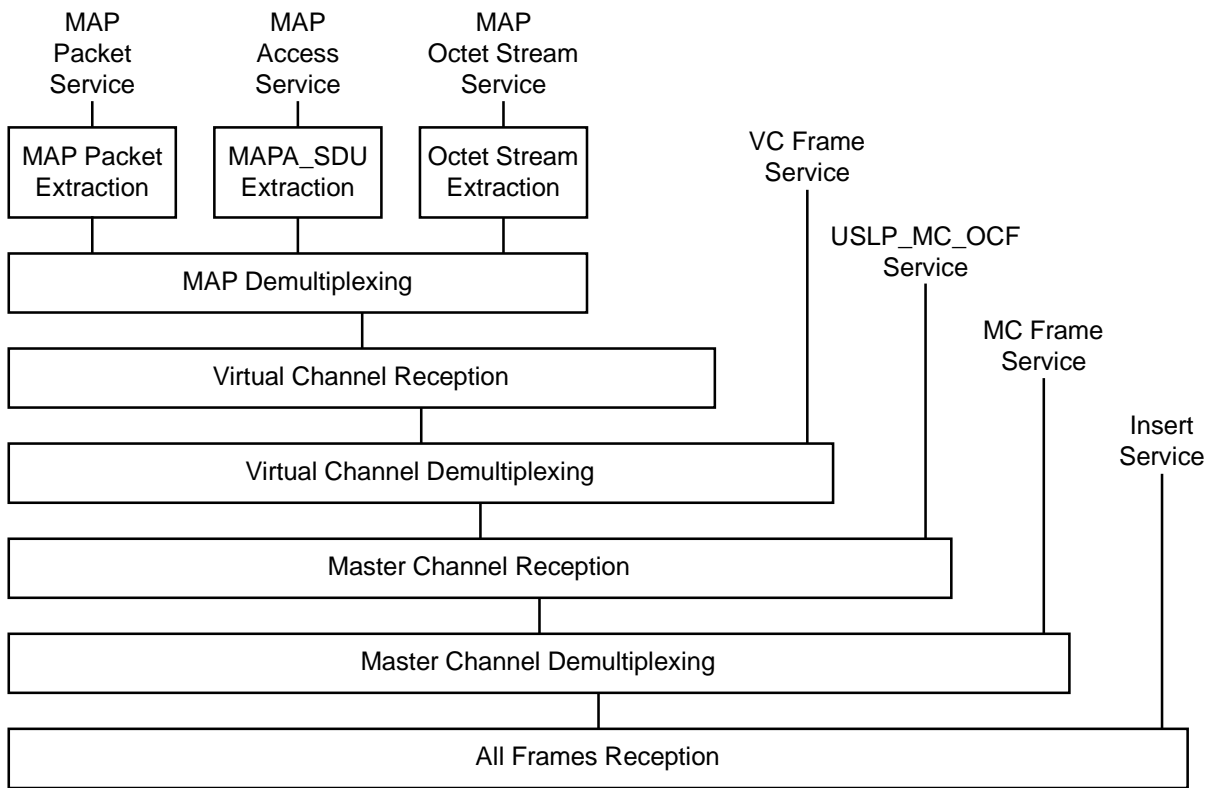 MAP
Packet
Service
MAP
Access
Service
MAP
Octet Stream
Service
MAP Packet
Extraction
MAPA_SDU
Extraction
Octet Stream
Extraction
VC Frame
Service
USLP_MC_OCF
Service
MAP Demultiplexing
MC Frame
Service
Virtual Channel Reception
Insert
Service
Virtual Channel Demultiplexing
Master Channel Reception
Master Channel Demultiplexing
All Frames Reception